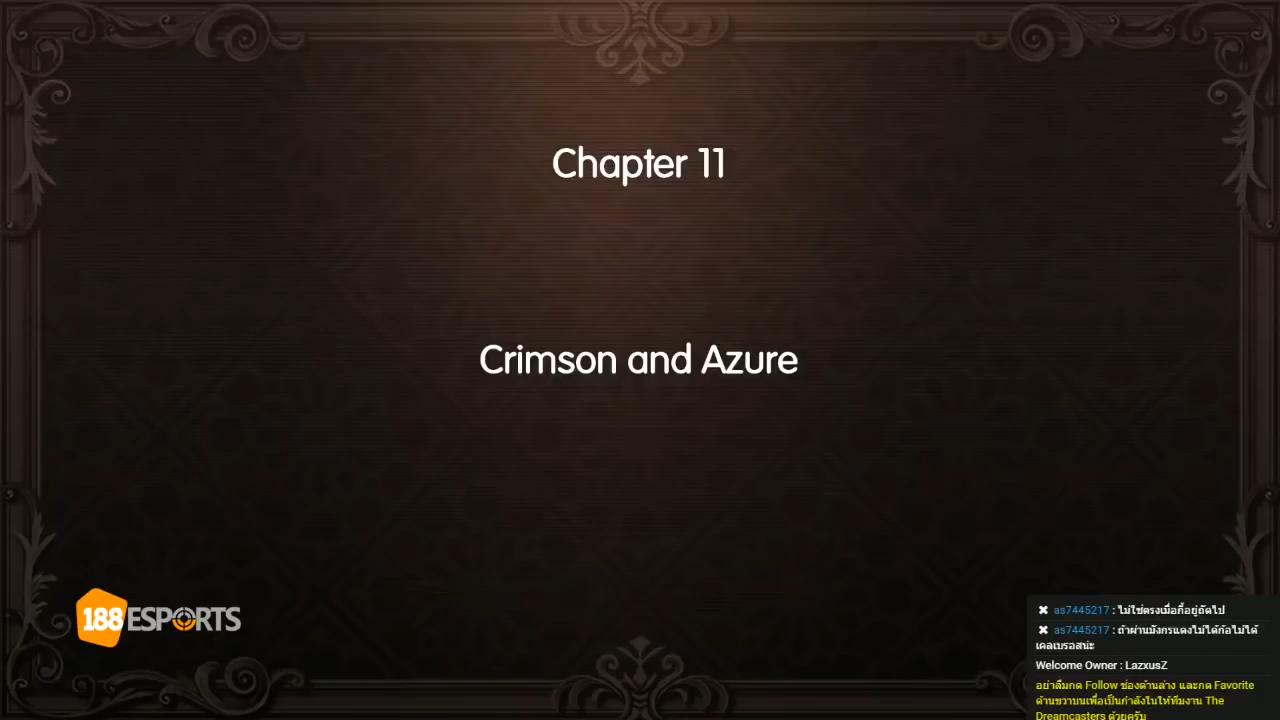 Chapter 11
Crimson and Azure
188ESPORTS
✖ as7445217 : ไม่ใช่ตรงเมื่อกี้อยู่ถัดไป
✖ as7445217 : ถ้าผ่านมังกรแดงไม่ได้ก้อไม่ได้
เคลเบรอสน่ะ
Welcome Owner : LazxusZ
อย่าลืมกด Follow ช่องด้านล่าง และกด Favorite
ด้านขวาบนเพื่อเป็นกำลังใจให้ทีมงาน The
Dreamcasters ด้วยครับ